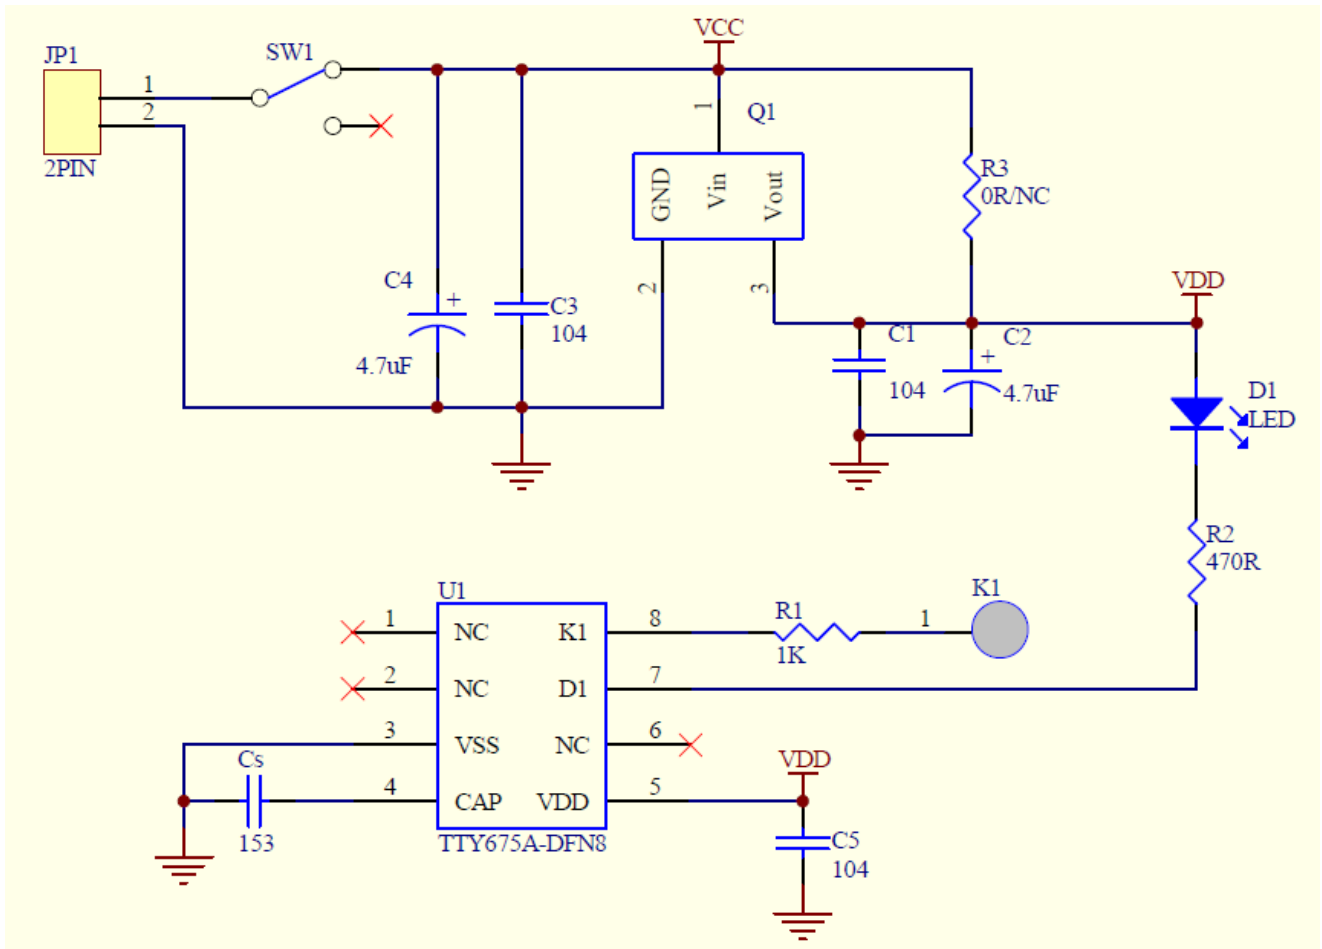 VCC
JP1
SW1
1
2
2PIN
1
Q1
GND
Vin
Vout
2
3
R3
0R/NC
C4
+
4.7uF
C3
104
VDD
C1
104
C2
+
4.7uF
D1
LED
R2
470R
U1
1
NC
2
NC
3
VSS
4
CAP
K1
8
D1
7
NC
6
VDD
5
TTY675A-DFN8
R1
1K
1
K1
Cs
153
VDD
C5
104